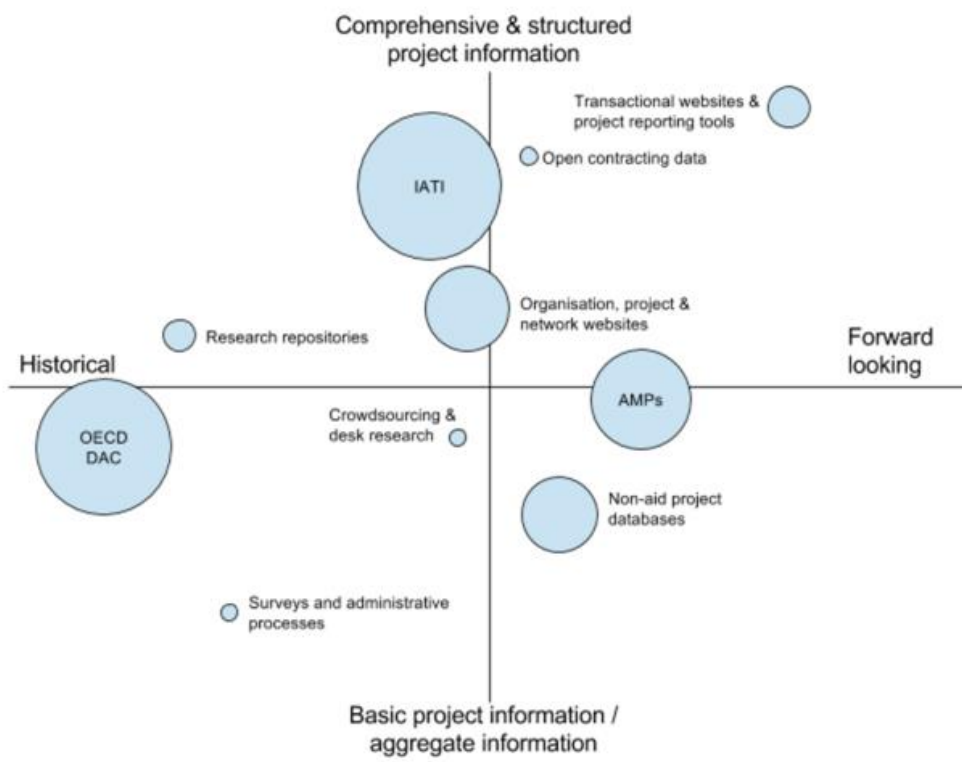 Comprehensive & structured
project information
Transactional websites &
project reporting tools
Open contracting data
IATI
Organisation, project &
network websites
Research repositories
Historical
Forward
looking
AMPs
Crowdsourcing &
desk research
OECD
DAC
Non-aid project
databases
Surveys and administrative
processes
Basic project information /
aggregate information